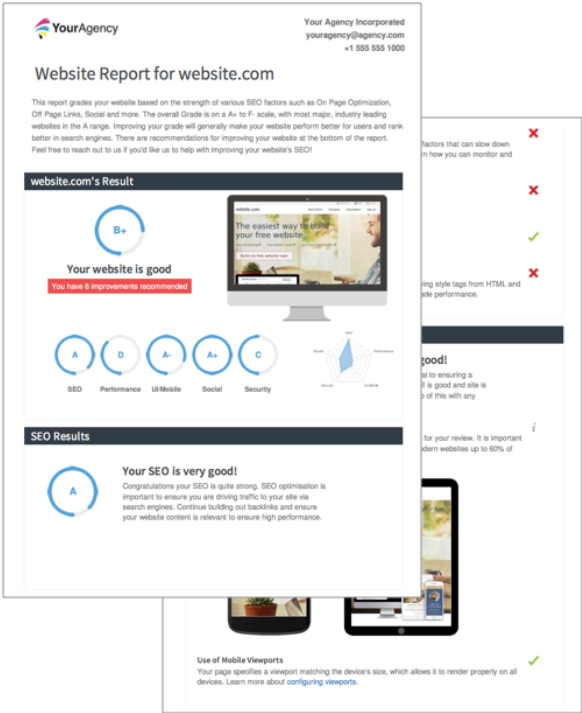 YourAgency
Your Agency Incorporated
youragency@agency.com
+1 555 555 1000
Website Report for website.com
This report grades your website based on the strength of various SEO factors such as On Page Optimization,
Off Page Links, Social and more. The overall Grade is on a A+ to F- scale, with most major, industry leading
websites in the A range. Improving your grade will generally make your website perform better for users and rank
better in search engines. There are recommendations for improving your website at the bottom of the report.
Feel free to reach out to us if you'd like us to help with improving your website's SEO!
website.com's Result
B+
Your website is good
You have 8 improvements recommended
website.com
The easiest way to build
your free website
Build my free website now!
A
D
A-
A+
C
SEO
Performance
UI/Mobile
Social
Security
SEO
Performance
UI/Mobile
Security
Social
SEO Results
A
Your SEO is very good!
Congratulations your SEO is quite strong. SEO optimisation is
important to ensure you are driving traffic to your site via
search engines. Continue building out backlinks and ensure
your website content is relevant to ensure high performance.
factors that can slow down
how you can monitor and
ving style tags from HTML and
ade performance.
good!
al to ensuring a
is good and site is
of this with any
for your review. It is important
dern websites up to 60% of
i
Use of Mobile Viewports
Your page specifies a viewport matching the device's size, which allows it to render properly on all
devices. Learn more about configuring viewports.